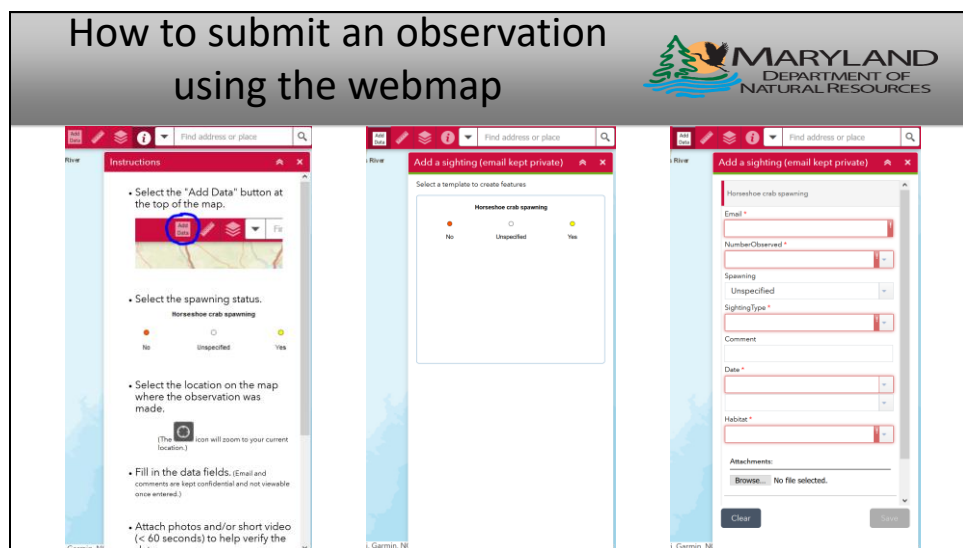 How to submit an observation
using the webmap
MARYLAND
DEPARTMENT OF
NATURAL RESOURCES
Add
Data
Find address or place
River
Instructions
• Select the "Add Data" button at
the top of the map.
Add
Data
• Select the spawning status.
Horseshoe crab spawning
No Unspecified Yes
• Select the location on the map
where the observation was
made.
(The icon will zoom to your current
location.)
• Fill in the data fields. (Email and
comments are kept confidential and not viewable
once entered.)
• Attach photos and/or short video
(< 60 seconds) to help verify the
Add
Data
Find address or place
River
Add a sighting (email kept private)
Select a template to create features
Horseshoe crab spawning
No Unspecified Yes
Garmin
Add
Data
Find address or place
River
Add a sighting (email kept private)
Horseshoe crab spawning
Email *
NumberObserved *
Spawning
Unspecified
SightingType *
Comment
Date *
Habitat *
Attachments:
Browse... No file selected.
Clear Save
Garmin